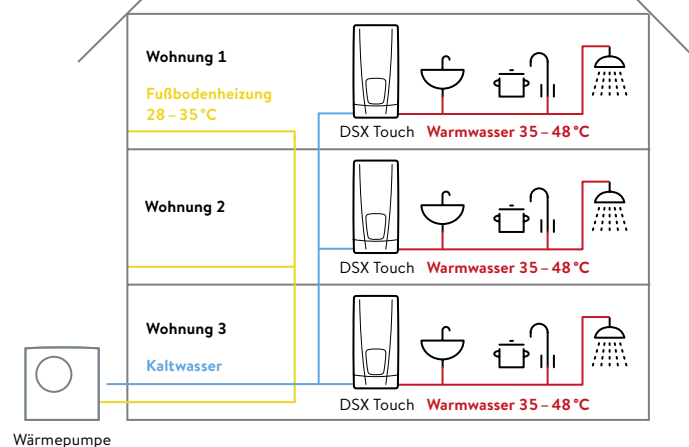 Wohnung 1
Fußbodenheizung
28 – 35 °C
DSX Touch Warmwasser 35 – 48 °C
Wohnung 2
DSX Touch Warmwasser 35 – 48 °C
Wohnung 3
Kaltwasser
DSX Touch Warmwasser 35 – 48 °C
Wärmepumpe